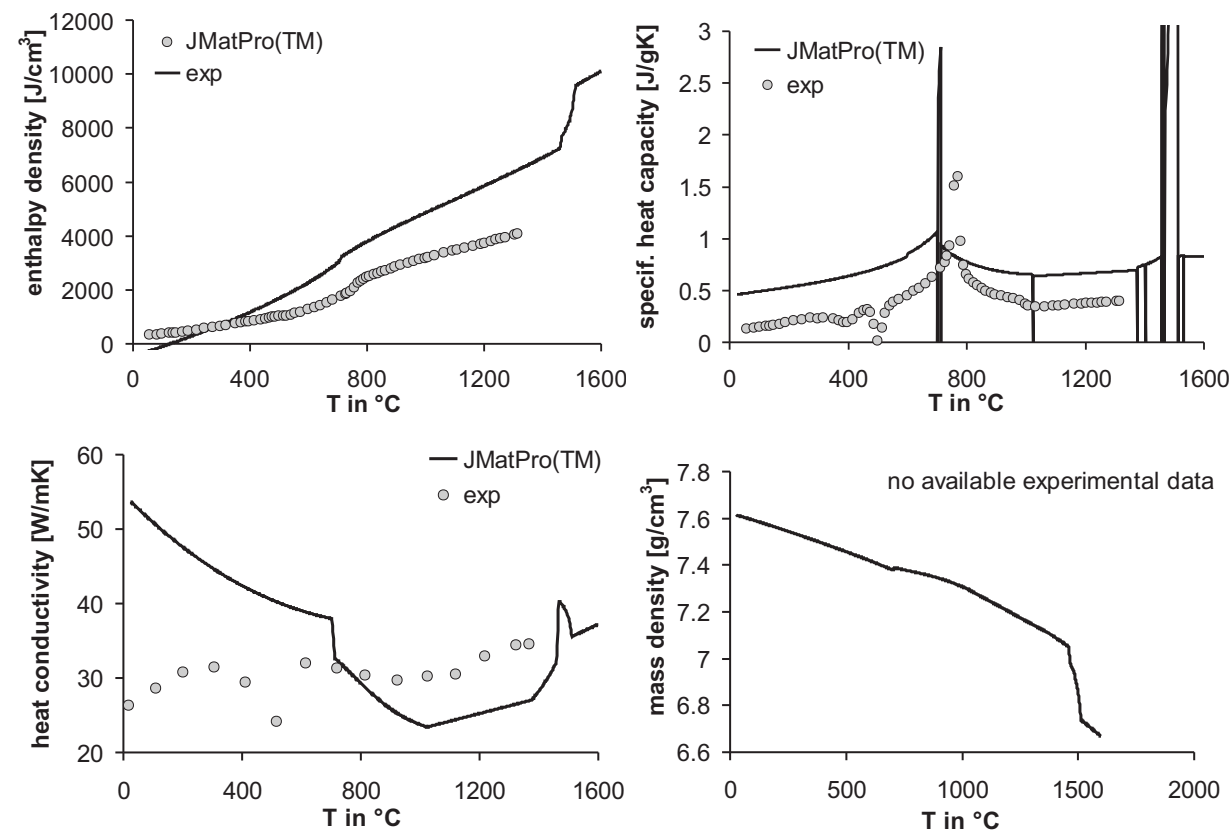 enthalpy density [J/cm³]
12000
10000
8000
6000
4000
2000
0
JMatPro(TM)
exp
0 400 800 1200 1600
T in °C
specif. heat capacity [J/gK]
3
2.5
2
1.5
1
0.5
0
JMatPro(TM)
exp
0 400 800 1200 1600
T in °C
heat conductivity [W/mK]
60
50
40
30
20
JMatPro(TM)
exp
0 400 800 1200 1600
T in °C
mass density [g/cm³]
7.8
7.6
7.4
7.2
7
6.8
6.6
no available experimental data
0 500 1000 1500 2000
T in °C